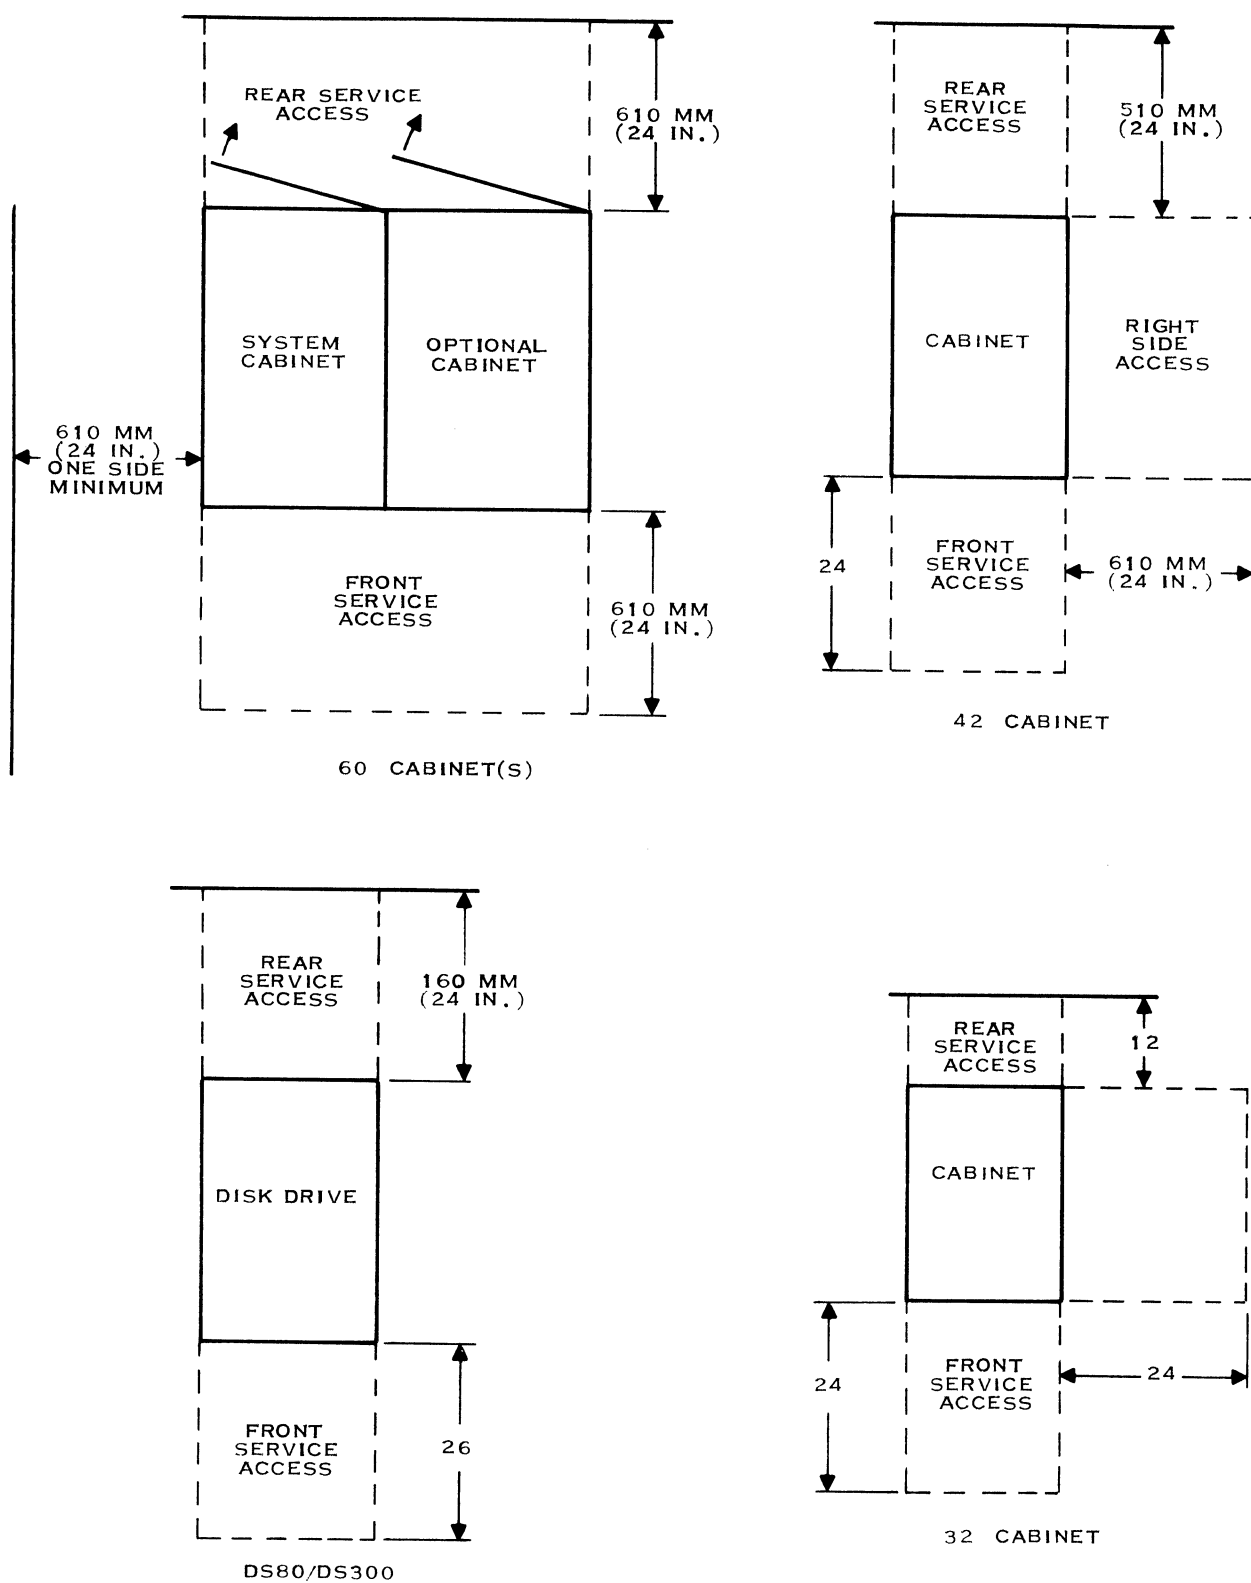 REAR SERVICE
ACCESS
610 MM
(24 IN.)
SYSTEM
CABINET
OPTIONAL
CABINET
610 MM
(24 IN.)
ONE SIDE
MINIMUM
FRONT
SERVICE
ACCESS
610 MM
(24 IN.)
60 CABINET(S)
REAR
SERVICE
ACCESS
510 MM
(24 IN.)
CABINET
RIGHT
SIDE
ACCESS
24
FRONT
SERVICE
ACCESS
610 MM
(24 IN.)
42 CABINET
REAR
SERVICE
ACCESS
160 MM
(24 IN.)
DISK DRIVE
FRONT
SERVICE
ACCESS
26
DS80/DS300
REAR
SERVICE
ACCESS
12
CABINET
24
FRONT
SERVICE
ACCESS
24
32 CABINET